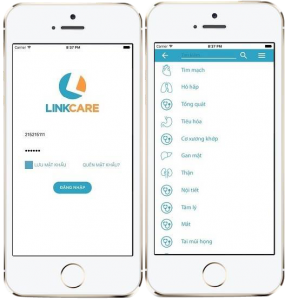 Carrier
8:37 PM
LINKCARE
LƯU MẬT KHẨU
QUÊN MẬT KHẨU?
ĐĂNG NHẬP
Carrier
8:37 PM
Tim mạch
Hô hấp
Tổng quát
Tiêu hóa
Cơ xương khớp
Gan mật
Thận
Nội tiết
Tâm lý
Mắt
Tai mũi họng